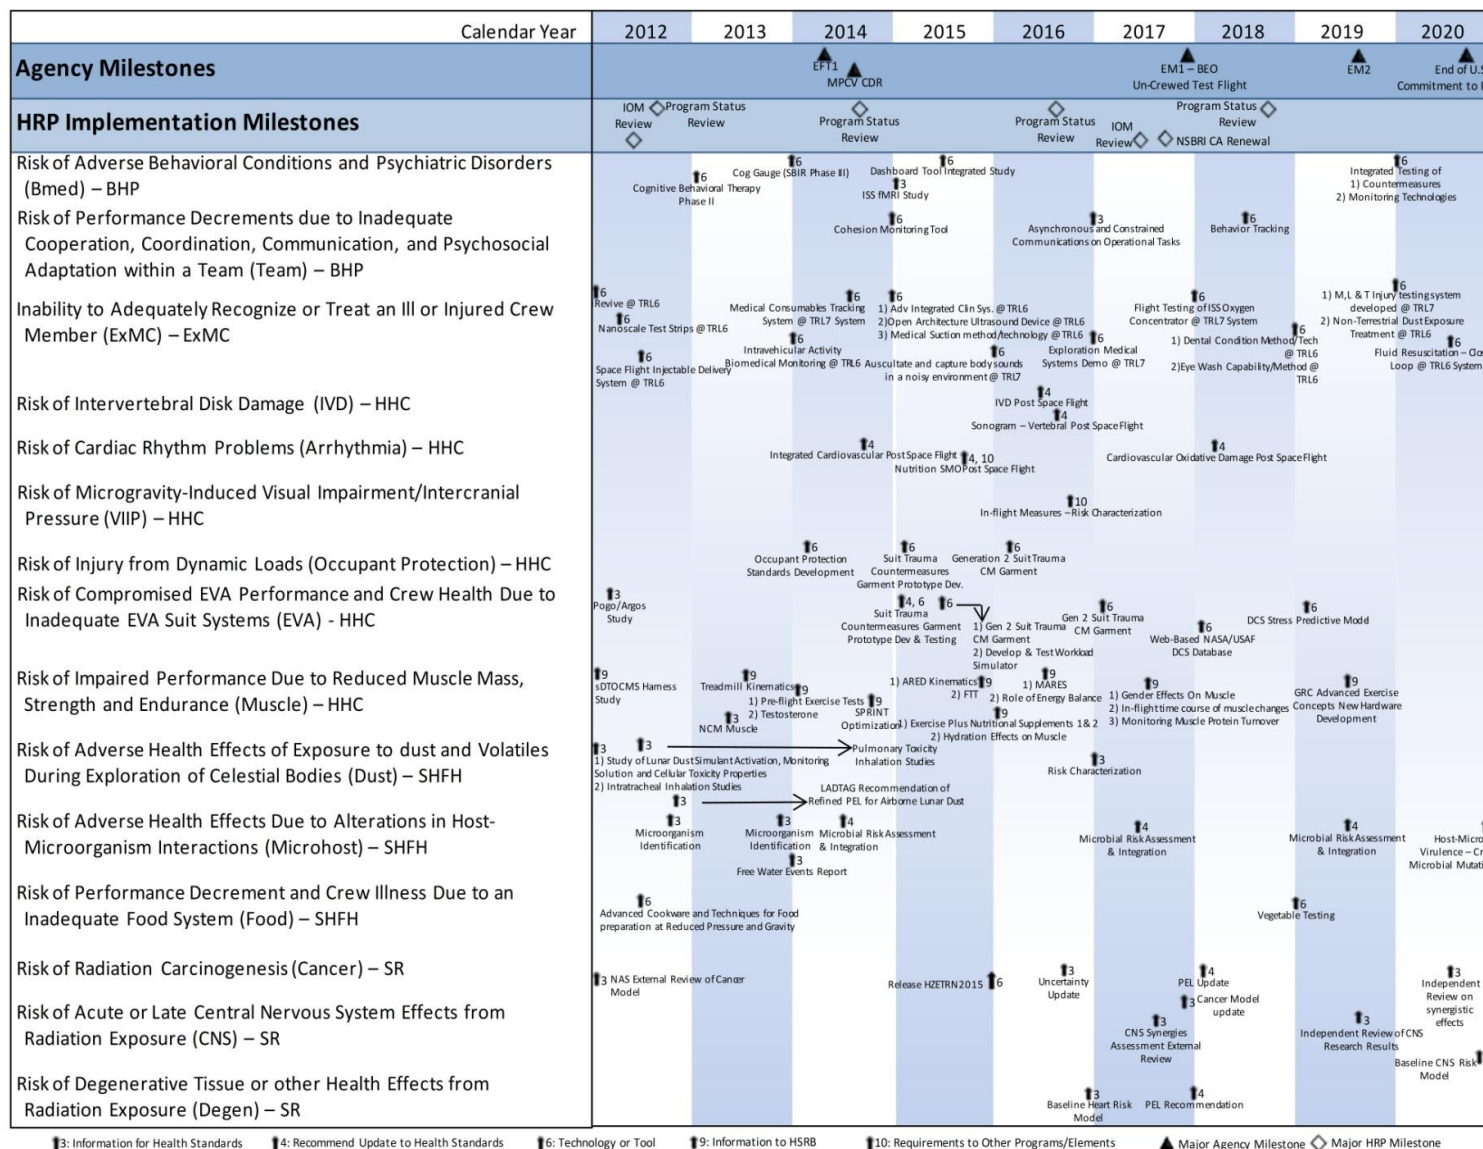 Calendar Year 2012 2013 2014 2015 2016 2017 2018 2019 2020
Agency Milestones
EFT1
MPCV CDR
EM1 – BEO
Un-Crewed Test Flight
EM2
End of U.S
Commitment to I
HRP Implementation Milestones
IOM
Review
Program Status
Review
Program Status
Review
Program Status
Review
IOM
Review
NSBRI CA Renewal
Program Status
Review
Risk of Adverse Behavioral Conditions and Psychiatric Disorders
(Bmed) – BHP
6
Cognitive Behavioral Therapy
Phase II
6
Cog Gauge (SBIR Phase III)
6
Dashboard Tool Integrated Study
3
ISS fMRI Study
6
Integrated Testing of
1) Countermeasures
2) Monitoring Technologies
Risk of Performance Decrements due to Inadequate
Cooperation, Coordination, Communication, and Psychosocial
Adaptation within a Team (Team) – BHP
6
Cohesion Monitoring Tool
3
Asynchronous and Constrained
Communications on Operational Tasks
6
Behavior Tracking
Inability to Adequately Recognize or Treat an Ill or Injured Crew
Member (ExMC) – ExMC
6
Revive @ TRL6
6
Nanoscale Test Strips @ TRL6
6
Space Flight Injectable Delivery
System @ TRL6
6
Medical Consumables Tracking
System @ TRL7 System
6
Intravehicular Activity
Biomedical Monitoring @ TRL6
6
1) Adv Integrated Clin Sys. @ TRL6
2)Open Architecture Ultrasound Device @ TRL6
3) Medical Suction method/technology @ TRL6
6
Auscultate and capture body sounds
in a noisy environment @ TRL7
6
Exploration Medical
Systems Demo @ TRL7
6
Flight Testing of ISS Oxygen
Concentrator @ TRL7 System
6
1) Dental Condition Method/Tech
@ TRL6
2)Eye Wash Capability/Method @
TRL6
6
1) M,L & T Injury testing system
developed @ TRL7
2) Non-Terrestrial Dust Exposure
Treatment @ TRL6
6
Fluid Resuscitation – Clo
Loop @ TRL6 System
Risk of Intervertebral Disk Damage (IVD) – HHC
4
IVD Post Space Flight
4
Sonogram – Vertebral Post Space Flight
Risk of Cardiac Rhythm Problems (Arrhythmia) – HHC
4
Integrated Cardiovascular Post Space Flight
4, 10
Nutrition SMO Post Space Flight
4
Cardiovascular Oxidative Damage Post Space Flight
Risk of Microgravity-Induced Visual Impairment/Intercranial
Pressure (VIIP) – HHC
10
In-flight Measures – Risk Characterization
Risk of Injury from Dynamic Loads (Occupant Protection) – HHC
6
Occupant Protection
Standards Development
6
Suit Trauma
Countermeasures
Garment Prototype Dev.
6
Generation 2 Suit Trauma
CM Garment
Risk of Compromised EVA Performance and Crew Health Due to
Inadequate EVA Suit Systems (EVA) - HHC
3
Pogo/Argos
Study
4, 6
Suit Trauma
Countermeasures Garment
Prototype Dev & Testing
6
1) Gen 2 Suit Trauma
CM Garment
2) Develop & Test Workload
Simulator
6
Gen 2 Suit Trauma
CM Garment
6
Web-Based NASA/USAF
DCS Database
6
DCS Stress Predictive Model
Risk of Impaired Performance Due to Reduced Muscle Mass,
Strength and Endurance (Muscle) – HHC
9
sDTOCMS Harness
Study
9
Treadmill Kinematics
3
NCM Muscle
9
1) Pre-flight Exercise Tests
2) Testosterone
9
SPRINT
Optimization
9
1) ARED Kinematics
2) FTT
9
1) Exercise Plus Nutritional Supplements 1 & 2
2) Hydration Effects on Muscle
9
1) MARES
2) Role of Energy Balance
9
1) Gender Effects On Muscle
2) In-flight time course of muscle changes
3) Monitoring Muscle Protein Turnover
9
GRC Advanced Exercise
Concepts New Hardware
Development
Risk of Adverse Health Effects of Exposure to dust and Volatiles
During Exploration of Celestial Bodies (Dust) – SHFH
3
3
1) Study of Lunar Dust Simulant Activation, Monitoring
Solution and Cellular Toxicity Properties
2) Intratracheal Inhalation Studies
Pulmonary Toxicity
Inhalation Studies
3
LADTAG Recommendation of
Refined PEL for Airborne Lunar Dust
3
Risk Characterization
Risk of Adverse Health Effects Due to Alterations in Host-
Microorganism Interactions (Microhost) – SHFH
3
Microorganism
Identification
3
Microorganism
Identification
3
Free Water Events Report
4
Microbial Risk Assessment
& Integration
4
Microbial Risk Assessment
& Integration
4
Microbial Risk Assessment
& Integration
Host-Micro
Virulence – Cr
Microbial Mutati
Risk of Performance Decrement and Crew Illness Due to an
Inadequate Food System (Food) – SHFH
6
Advanced Cookware and Techniques for Food
preparation at Reduced Pressure and Gravity
6
Vegetable Testing
Risk of Radiation Carcinogenesis (Cancer) – SR
3 NAS External Review of Cancer
Model
Release HZETRN 2015 6
3
Uncertainty
Update
4
PEL Update
3 Cancer Model
update
3
Independent
Review on
synergistic
effects
Risk of Acute or Late Central Nervous System Effects from
Radiation Exposure (CNS) – SR
3
CNS Synergies
Assessment External
Review
3
Independent Review of CNS
Research Results
Baseline CNS Risk
Model
Risk of Degenerative Tissue or other Health Effects from
Radiation Exposure (Degen) – SR
3
Baseline Heart Risk
Model
4
PEL Recommendation
3: Information for Health Standards 4: Recommend Update to Health Standards 6: Technology or Tool 9: Information to HSRB 10: Requirements to Other Programs/Elements Major Agency Milestone Major HRP Milestone